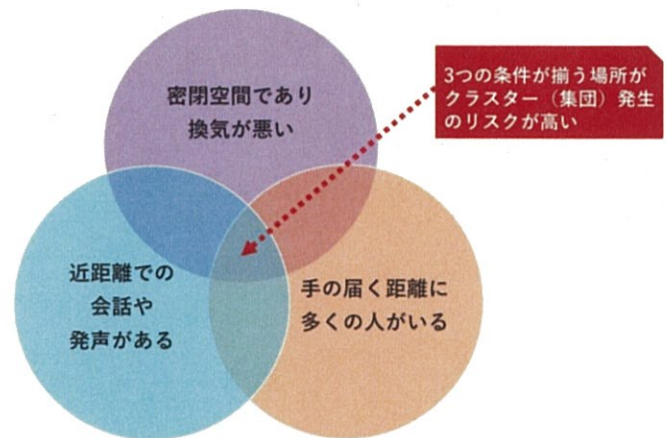 密閉空間であり
換気が悪い
3つの条件が揃う場所が
クラスター（集団）発生
のリスクが高い
近距離での
会話や
発声がある
手の届く距離に
多くの人がいる